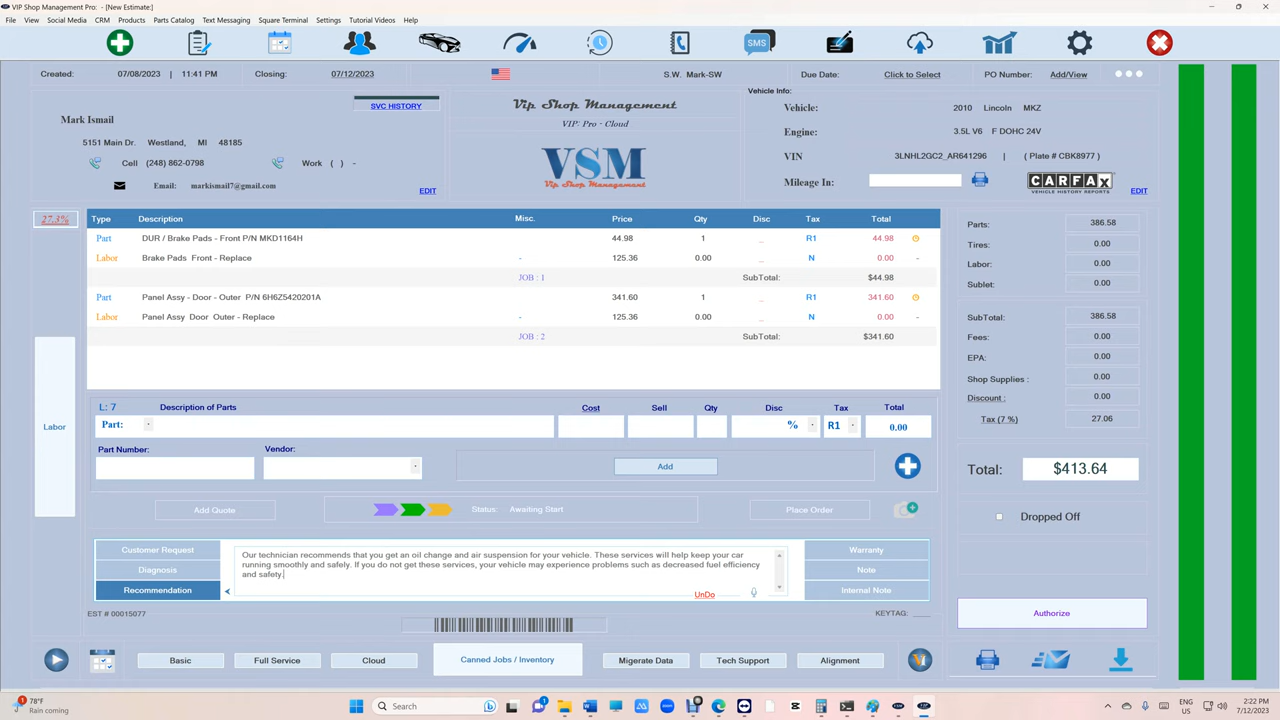 VIP Shop Management Pro: - [New Estimate:]
File View Social Media CRM Products Parts Catalog Text Messaging Square Terminal Settings Tutorial Videos Help
SMS
Created: 07/08/2023 | 11:41 PM Closing: 07/12/2023 S.W. Mark-SW Due Date: Click to Select PO Number: Add/View
Vehicle Info:
SVC HISTORY
Mark Ismail
5151 Main Dr. Westland, MI 48185
Cell (248) 862-0798 Work ( ) -
Email: markismail7@gmail.com
EDIT
Vip Shop Management
VIP: Pro - Cloud
VSM
Vip Shop Management
Vehicle: 2010 Lincoln MKZ
Engine: 3.5L V6 F DOHC 24V
VIN 3LNHL2GC2_AR641296 | ( Plate # CBK8977 )
Mileage In: CARFAX
VEHICLE HISTORY REPORTS
EDIT
27.3%
Type Description Misc. Price Qty Disc Tax Total
Part DUR / Brake Pads - Front P/N MKD1164H 44.98 1 _ R1 44.98
Labor Brake Pads Front - Replace - 125.36 0.00 _ N 0.00 -
JOB : 1 SubTotal: $44.98
Part Panel Assy - Door - Outer P/N 6H6Z5420201A 341.60 1 _ R1 341.60
Labor Panel Assy Door Outer - Replace - 125.36 0.00 _ N 0.00 -
JOB : 2 SubTotal: $341.60
Labor
L: 7 Description of Parts Cost Sell Qty Disc Tax Total
Part: % R1 0.00
Part Number: Vendor:
Add
Add Quote Status: Awaiting Start Place Order
Customer Request
Diagnosis
Recommendation
Our technician recommends that you get an oil change and air suspension for your vehicle. These services will help keep your car
running smoothly and safely. If you do not get these services, your vehicle may experience problems such as decreased fuel efficiency
and safety.
UnDo
Warranty
Note
Internal Note
EST # 00015077 KEYTAG: ____
Basic Full Service Cloud Canned Jobs / Inventory Migerate Data Tech Support Alignment
Parts: 386.58
Tires: 0.00
Labor: 0.00
Sublet: 0.00
SubTotal: 386.58
Fees: 0.00
EPA: 0.00
Shop Supplies : 0.00
Discount : 0.00
Tax (7 %) 27.06
Total: $413.64
Dropped Off
Authorize
78°F
Rain coming
Search
ENG
US
2:22 PM
7/12/2023